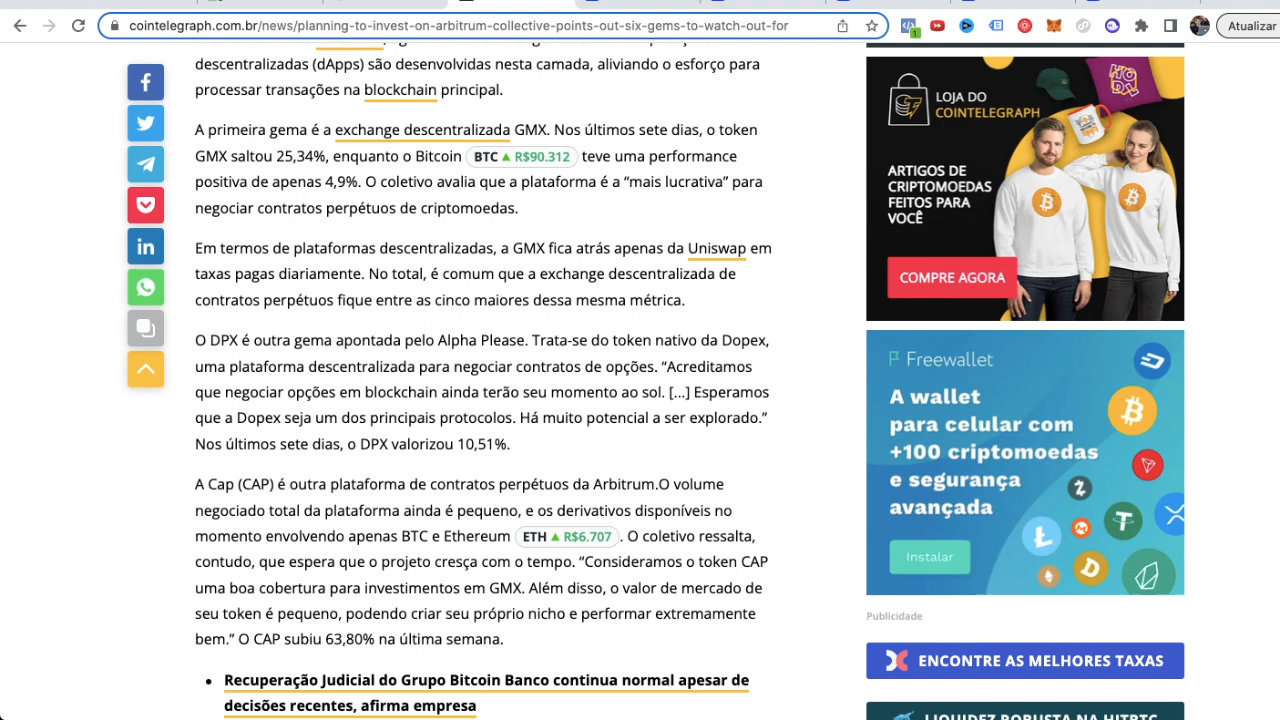 cointelegraph.com.br/news/planning-to-invest-on-arbitrum-collective-points-out-six-gems-to-watch-out-for
1
Atualizar
descentralizadas (dApps) são desenvolvidas nesta camada, aliviando o esforço para
processar transações na blockchain principal.
A primeira gema é a exchange descentralizada GMX. Nos últimos sete dias, o token
GMX saltou 25,34%, enquanto o Bitcoin BTC ▲ R$90.312 teve uma performance
positiva de apenas 4,9%. O coletivo avalia que a plataforma é a “mais lucrativa” para
negociar contratos perpétuos de criptomoedas.
Em termos de plataformas descentralizadas, a GMX fica atrás apenas da Uniswap em
taxas pagas diariamente. No total, é comum que a exchange descentralizada de
contratos perpétuos fique entre as cinco maiores dessa mesma métrica.
O DPX é outra gema apontada pelo Alpha Please. Trata-se do token nativo da Dopex,
uma plataforma descentralizada para negociar contratos de opções. “Acreditamos
que negociar opções em blockchain ainda terão seu momento ao sol. [...] Esperamos
que a Dopex seja um dos principais protocolos. Há muito potencial a ser explorado.”
Nos últimos sete dias, o DPX valorizou 10,51%.
A Cap (CAP) é outra plataforma de contratos perpétuos da Arbitrum.O volume
negociado total da plataforma ainda é pequeno, e os derivativos disponíveis no
momento envolvendo apenas BTC e Ethereum ETH ▲ R$6.707 . O coletivo ressalta,
contudo, que espera que o projeto cresça com o tempo. “Consideramos o token CAP
uma boa cobertura para investimentos em GMX. Além disso, o valor de mercado de
seu token é pequeno, podendo criar seu próprio nicho e performar extremamente
bem.” O CAP subiu 63,80% na última semana.
• Recuperação Judicial do Grupo Bitcoin Banco continua normal apesar de
decisões recentes, afirma empresa
LOJA DO
COINTELEGRAPH
HODL
ARTIGOS DE
CRIPTOMOEDAS
FEITOS PARA
VOCÊ
COMPRE AGORA
Freewallet
A wallet
para celular com
+100 criptomoedas
e segurança
avançada
Instalar
Publicidade
ENCONTRE AS MELHORES TAXAS
LIQUIDEZ ROBUSTA NA HITBTC